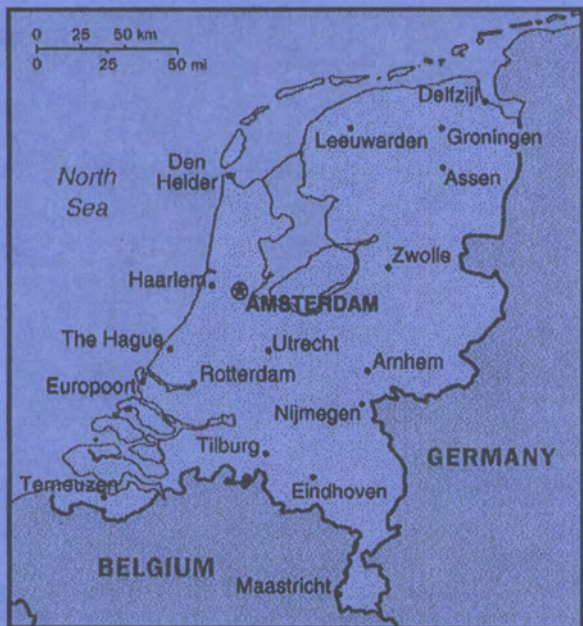 0 25 50 km
0 25 50 mi
Delfzijl
Leeuwarden
Groningen
Den
Helder
Assen
North
Sea
Zwolle
Haarlem
AMSTERDAM
The Hague
Utrecht
Arnhem
Europoort
Rotterdam
Nijmegen
Tilburg
GERMANY
Terneuzen
Eindhoven
BELGIUM
Maastricht